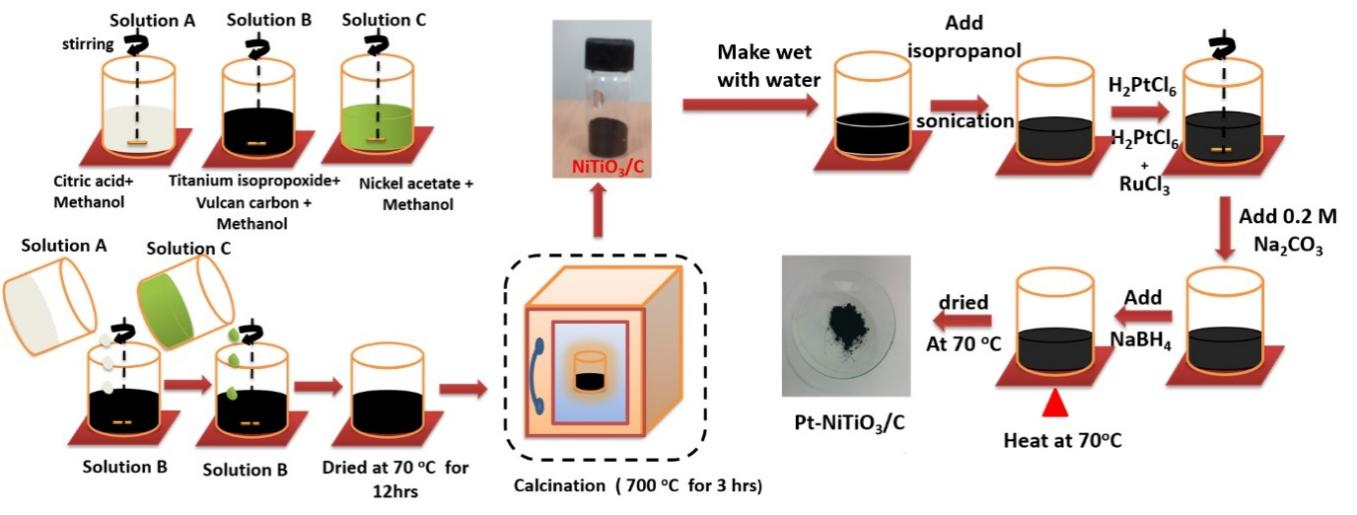 Solution A
Solution B
Solution C
stirring
Citric acid+
Methanol
Titanium isopropoxide+
Vulcan carbon +
Methanol
Nickel acetate +
Methanol
Solution A
Solution C
Solution B
Solution B
Dried at 70 °C for
12hrs
Calcination ( 700 °C for 3 hrs)
NiTiO₃/C
Make wet
with water
Add
isopropanol
sonication
H₂PtCl₆
H₂PtCl₆
+
RuCl₃
Add 0.2 M
Na₂CO₃
Add
NaBH₄
Heat at 70°C
dried
At 70 °C
Pt-NiTiO₃/C